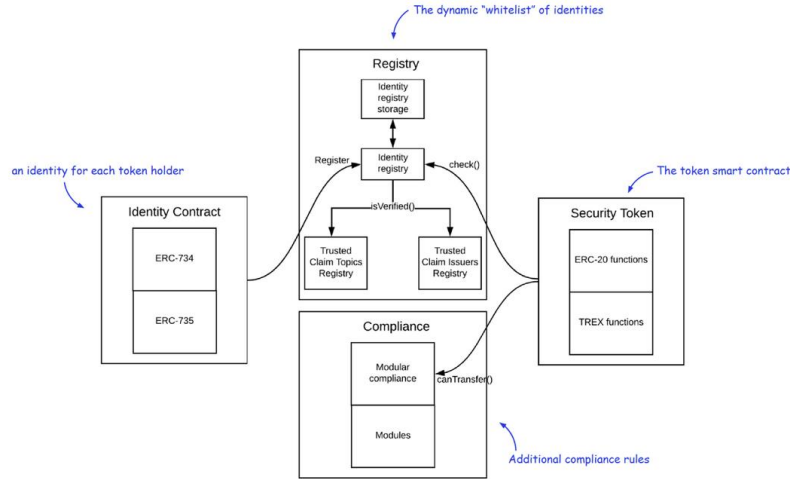 The dynamic “whitelist” of identities
Registry
Identity
registry
storage
Register
Identity
registry
check()
isVerified()
Trusted
Claim Topics
Registry
Trusted
Claim Issuers
Registry
an identity for each token holder
Identity Contract
ERC-734
ERC-735
The token smart contract
Security Token
ERC-20 functions
TREX functions
Compliance
Modular
compliance
canTransfer()
Modules
Additional compliance rules